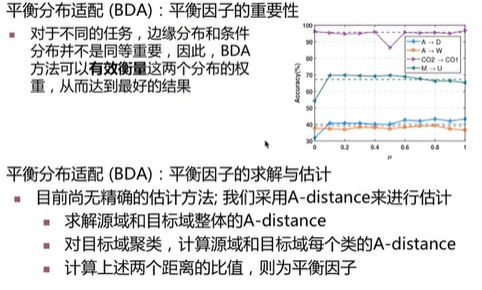 平衡分布适配 (BDA)：平衡因子的重要性
对于不同的任务，边缘分布和条件
分布并不是同等重要，因此，BDA
方法可以有效衡量这两个分布的权
重，从而达到最好的结果
100
90
80
70
60
50
40
30
Accuracy(%)
A → D
A → W
CO2 → CO1
M → U
0 0.2 0.4 0.6 0.8 1
μ
平衡分布适配 (BDA)：平衡因子的求解与估计
目前尚无精确的估计方法; 我们采用A-distance来进行估计
求解源域和目标域整体的A-distance
对目标域聚类，计算源域和目标域每个类的A-distance
计算上述两个距离的比值，则为平衡因子